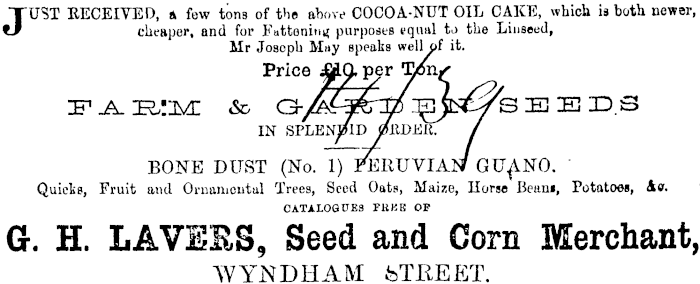 JUST RECEIVED, a few tons of the above COCOA-NUT OIL CAKE, which is both newer,
cheaper, and for Fattening purposes equal to the Linseed,
Mr Joseph May speaks well of it.
Price £10 per Ton.
FARM & GARDEN SEEDS
IN SPLENDID ORDER.
BONE DUST (No. 1) PERUVIAN GUANO.
Quicks, Fruit and Ornamental Trees, Seed Oats, Maize, Horse Beans, Potatoes, &c.
CATALOGUES FREE OF
G. H. LAVERS, Seed and Corn Merchant,
WYNDHAM STREET.